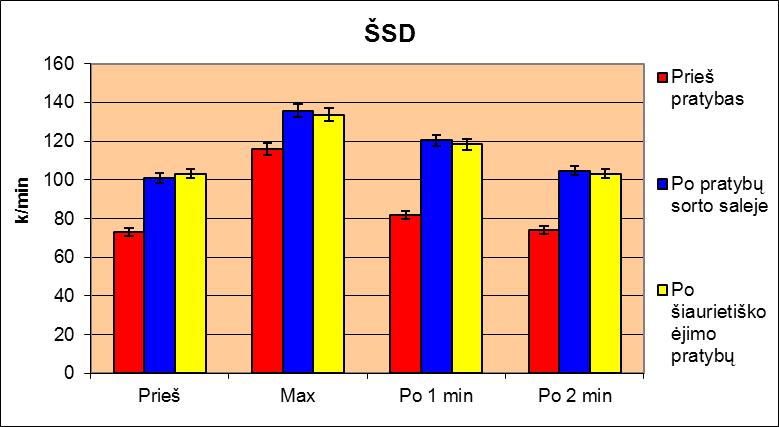 ŠSD
k/min
160
140
120
100
80
60
40
20
0
Prieš
Max
Po 1 min
Po 2 min
Prieš
pratybas
Po pratybų
sorto saleje
Po
šiaurietiško
ėjimo
pratybų